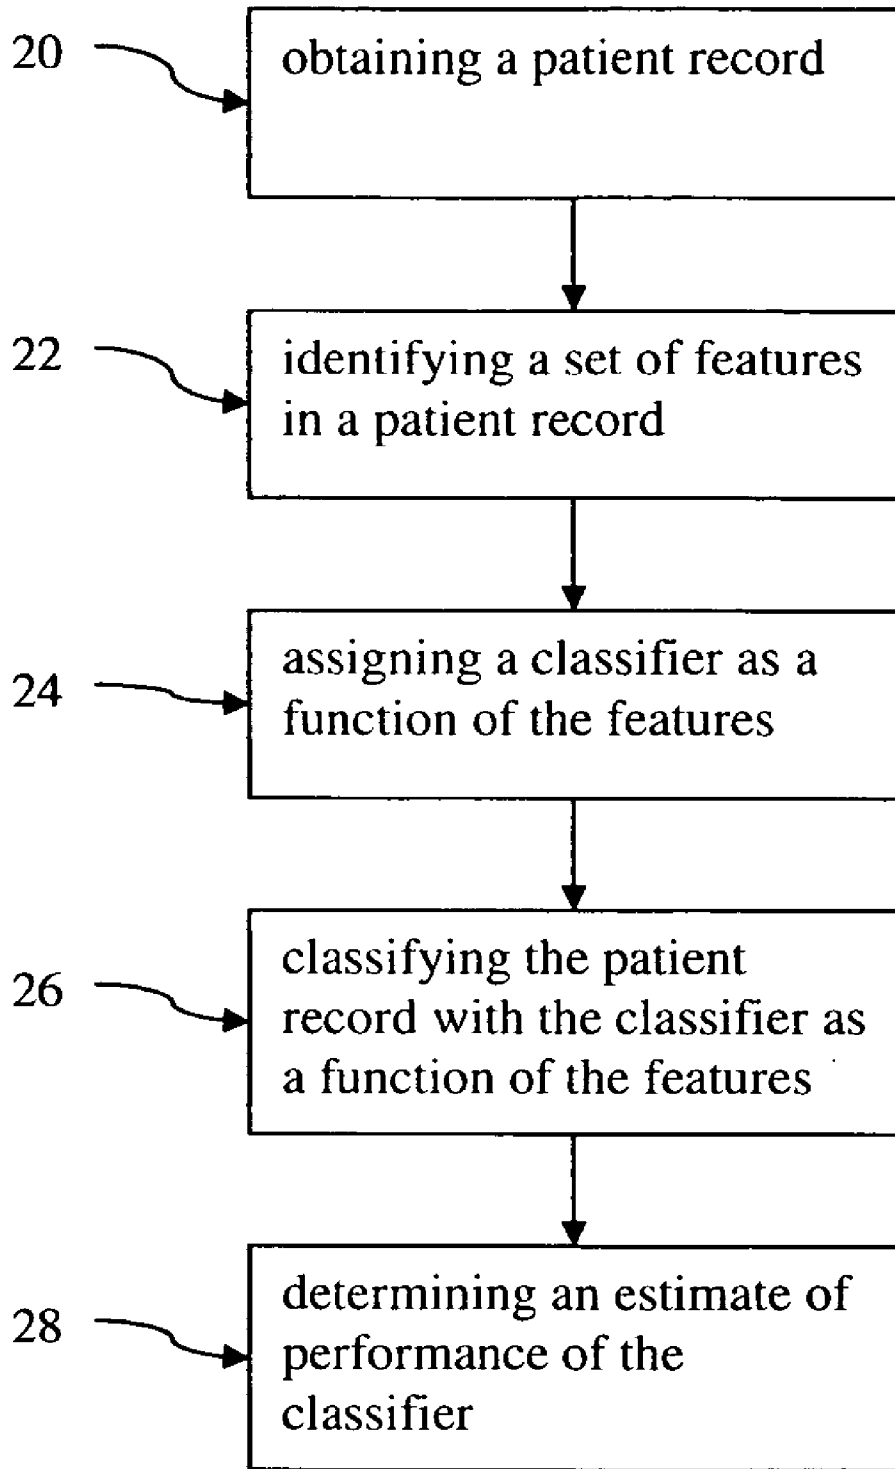 20
obtaining a patient record
22
identifying a set of features
in a patient record
24
assigning a classifier as a
function of the features
26
classifying the patient
record with the classifier as
a function of the features
28
determining an estimate of
performance of the
classifier